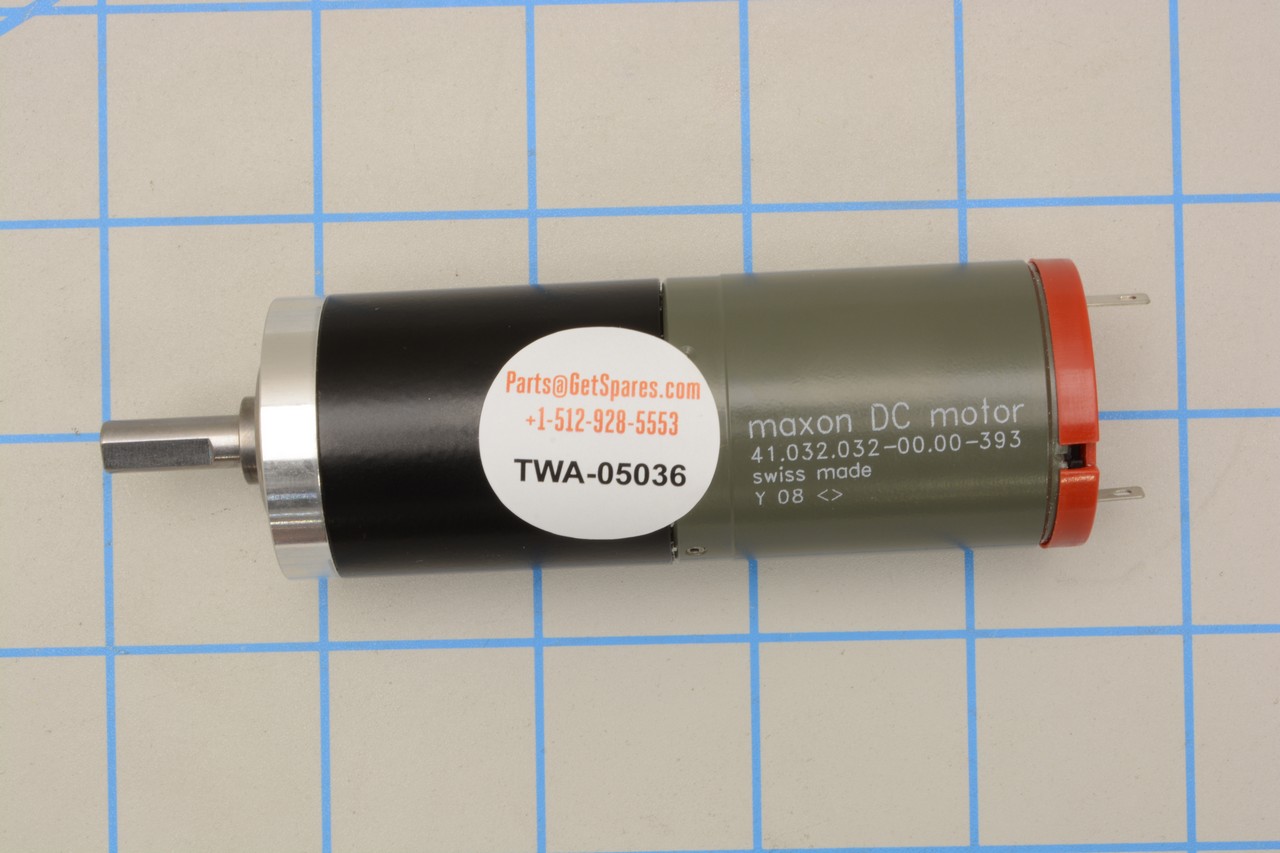 Parts@GetSpares.com
+1-512-928-5553
TWA-05036
maxon DC motor
41.032.032-00.00-393
swiss made
Y 08 <>